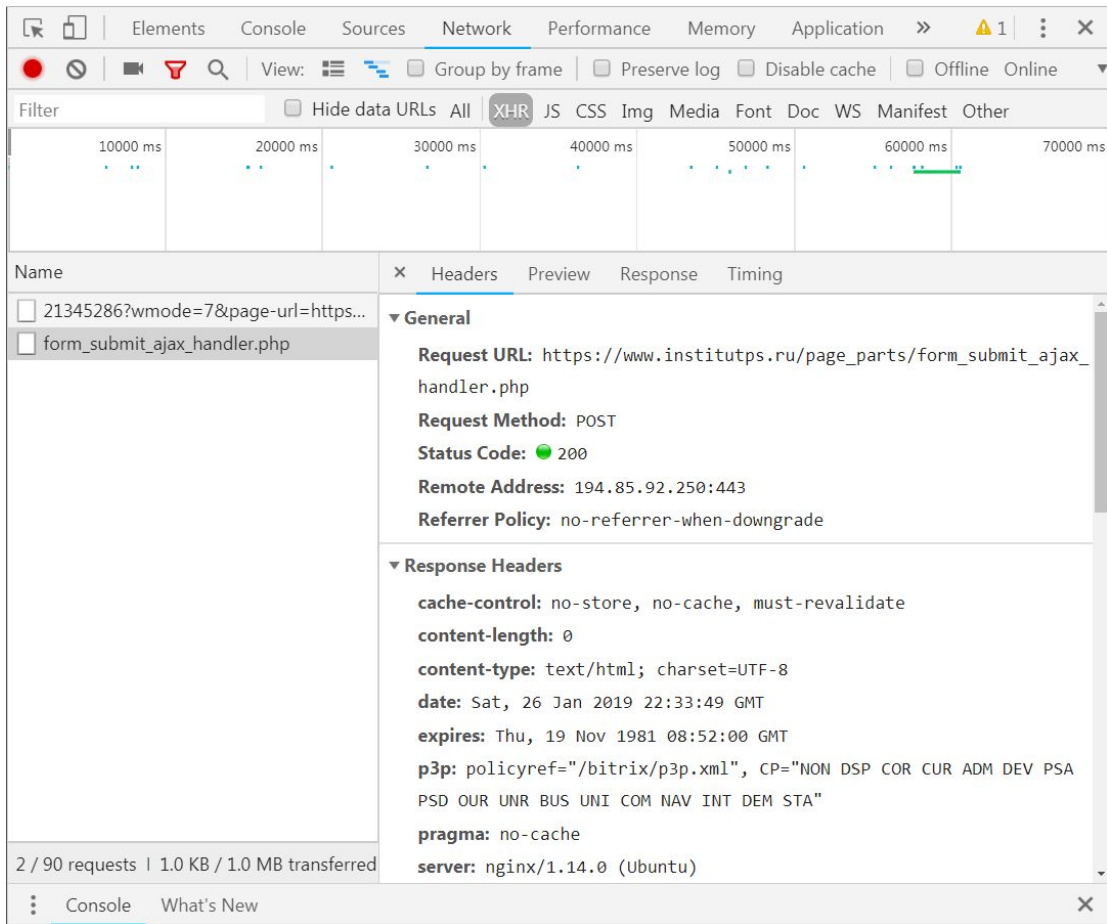 Elements Console Sources Network Performance Memory Application » 1
View: Group by frame Preserve log Disable cache Offline Online
Filter Hide data URLs All XHR JS CSS Img Media Font Doc WS Manifest Other
10000 ms 20000 ms 30000 ms 40000 ms 50000 ms 60000 ms 70000 ms
Name
21345286?wmode=7&page-url=https...
form_submit_ajax_handler.php
2 / 90 requests | 1.0 KB / 1.0 MB transferred
× Headers Preview Response Timing
General
Request URL: https://www.institutps.ru/page_parts/form_submit_ajax_
handler.php
Request Method: POST
Status Code: 200
Remote Address: 194.85.92.250:443
Referrer Policy: no-referrer-when-downgrade
Response Headers
cache-control: no-store, no-cache, must-revalidate
content-length: 0
content-type: text/html; charset=UTF-8
date: Sat, 26 Jan 2019 22:33:49 GMT
expires: Thu, 19 Nov 1981 08:52:00 GMT
p3p: policyref="/bitrix/p3p.xml", CP="NON DSP COR CUR ADM DEV PSA
PSD OUR UNR BUS UNI COM NAV INT DEM STA"
pragma: no-cache
server: nginx/1.14.0 (Ubuntu)
Console What's New